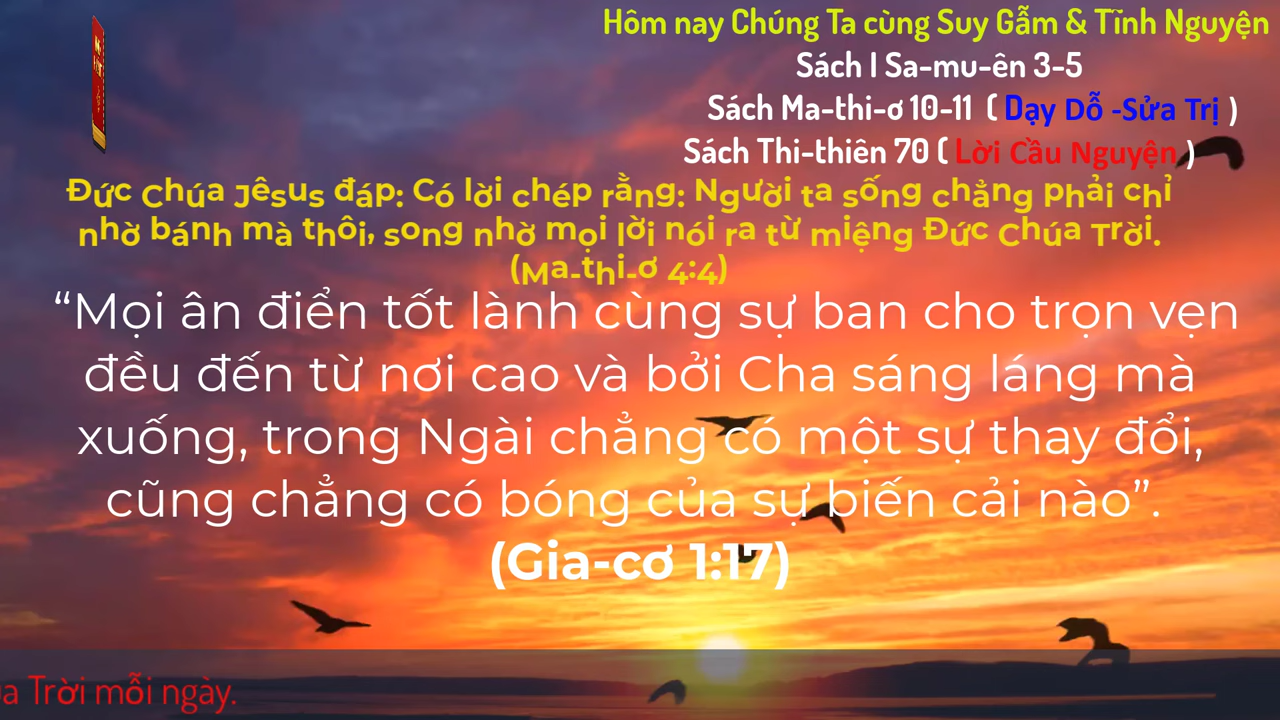 Hôm nay Chúng Ta cùng Suy Gẫm & Tĩnh Nguyện
Sách I Sa-mu-ên 3-5
Sách Ma-thi-ơ 10-11 ( Dạy Dỗ -Sửa Trị )
Sách Thi-thiên 70 ( Lời Cầu Nguyện )
Đức Chúa Jêsus đáp: Có lời chép rằng: Người ta sống chẳng phải chỉ
nhờ bánh mà thôi, song nhờ mọi lời nói ra từ miệng Đức Chúa Trời.
(Ma-thi-ơ 4:4)
“Mọi ân điển tốt lành cùng sự ban cho trọn vẹn
đều đến từ nơi cao và bởi Cha sáng láng mà
xuống, trong Ngài chẳng có một sự thay đổi,
cũng chẳng có bóng của sự biến cải nào”.
(Gia-cơ 1:17)
Trời mỗi ngày.